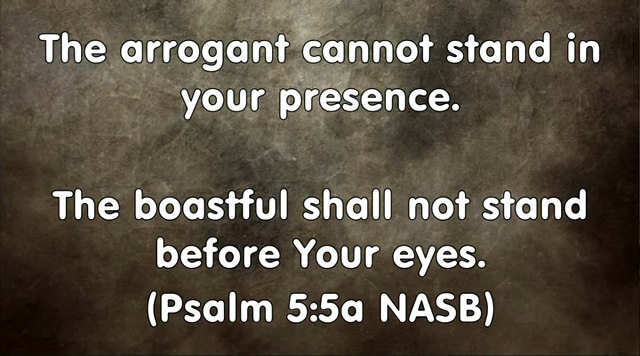 The arrogant cannot stand in
your presence.
The boastful shall not stand
before Your eyes.
(Psalm 5:5a NASB)